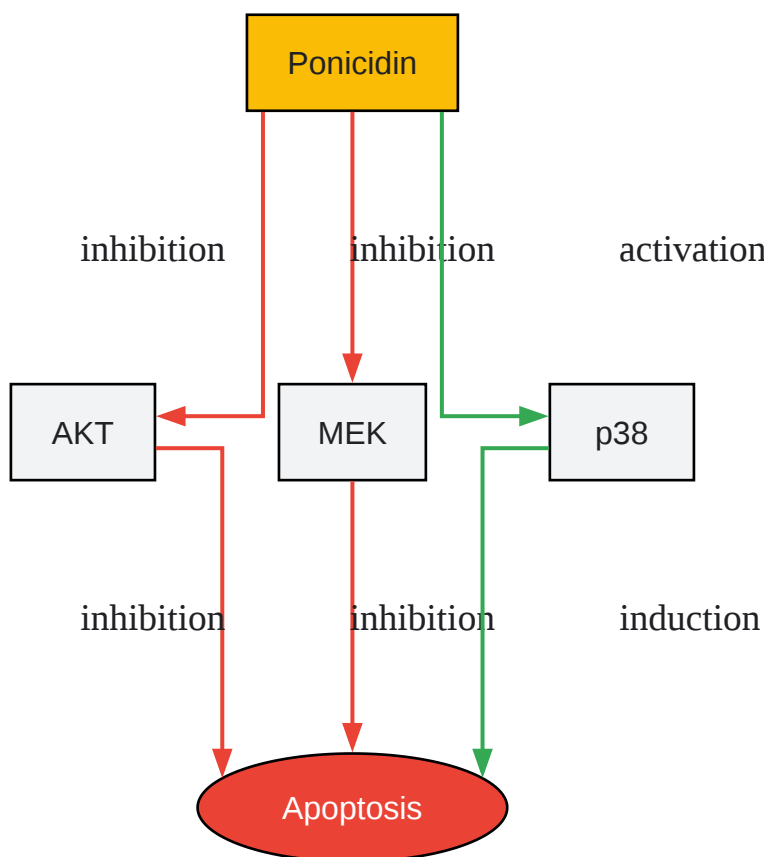 Ponicidin
inhibition
inhibition
activation
AKT
MEK
p38
inhibition
inhibition
induction
Apoptosis